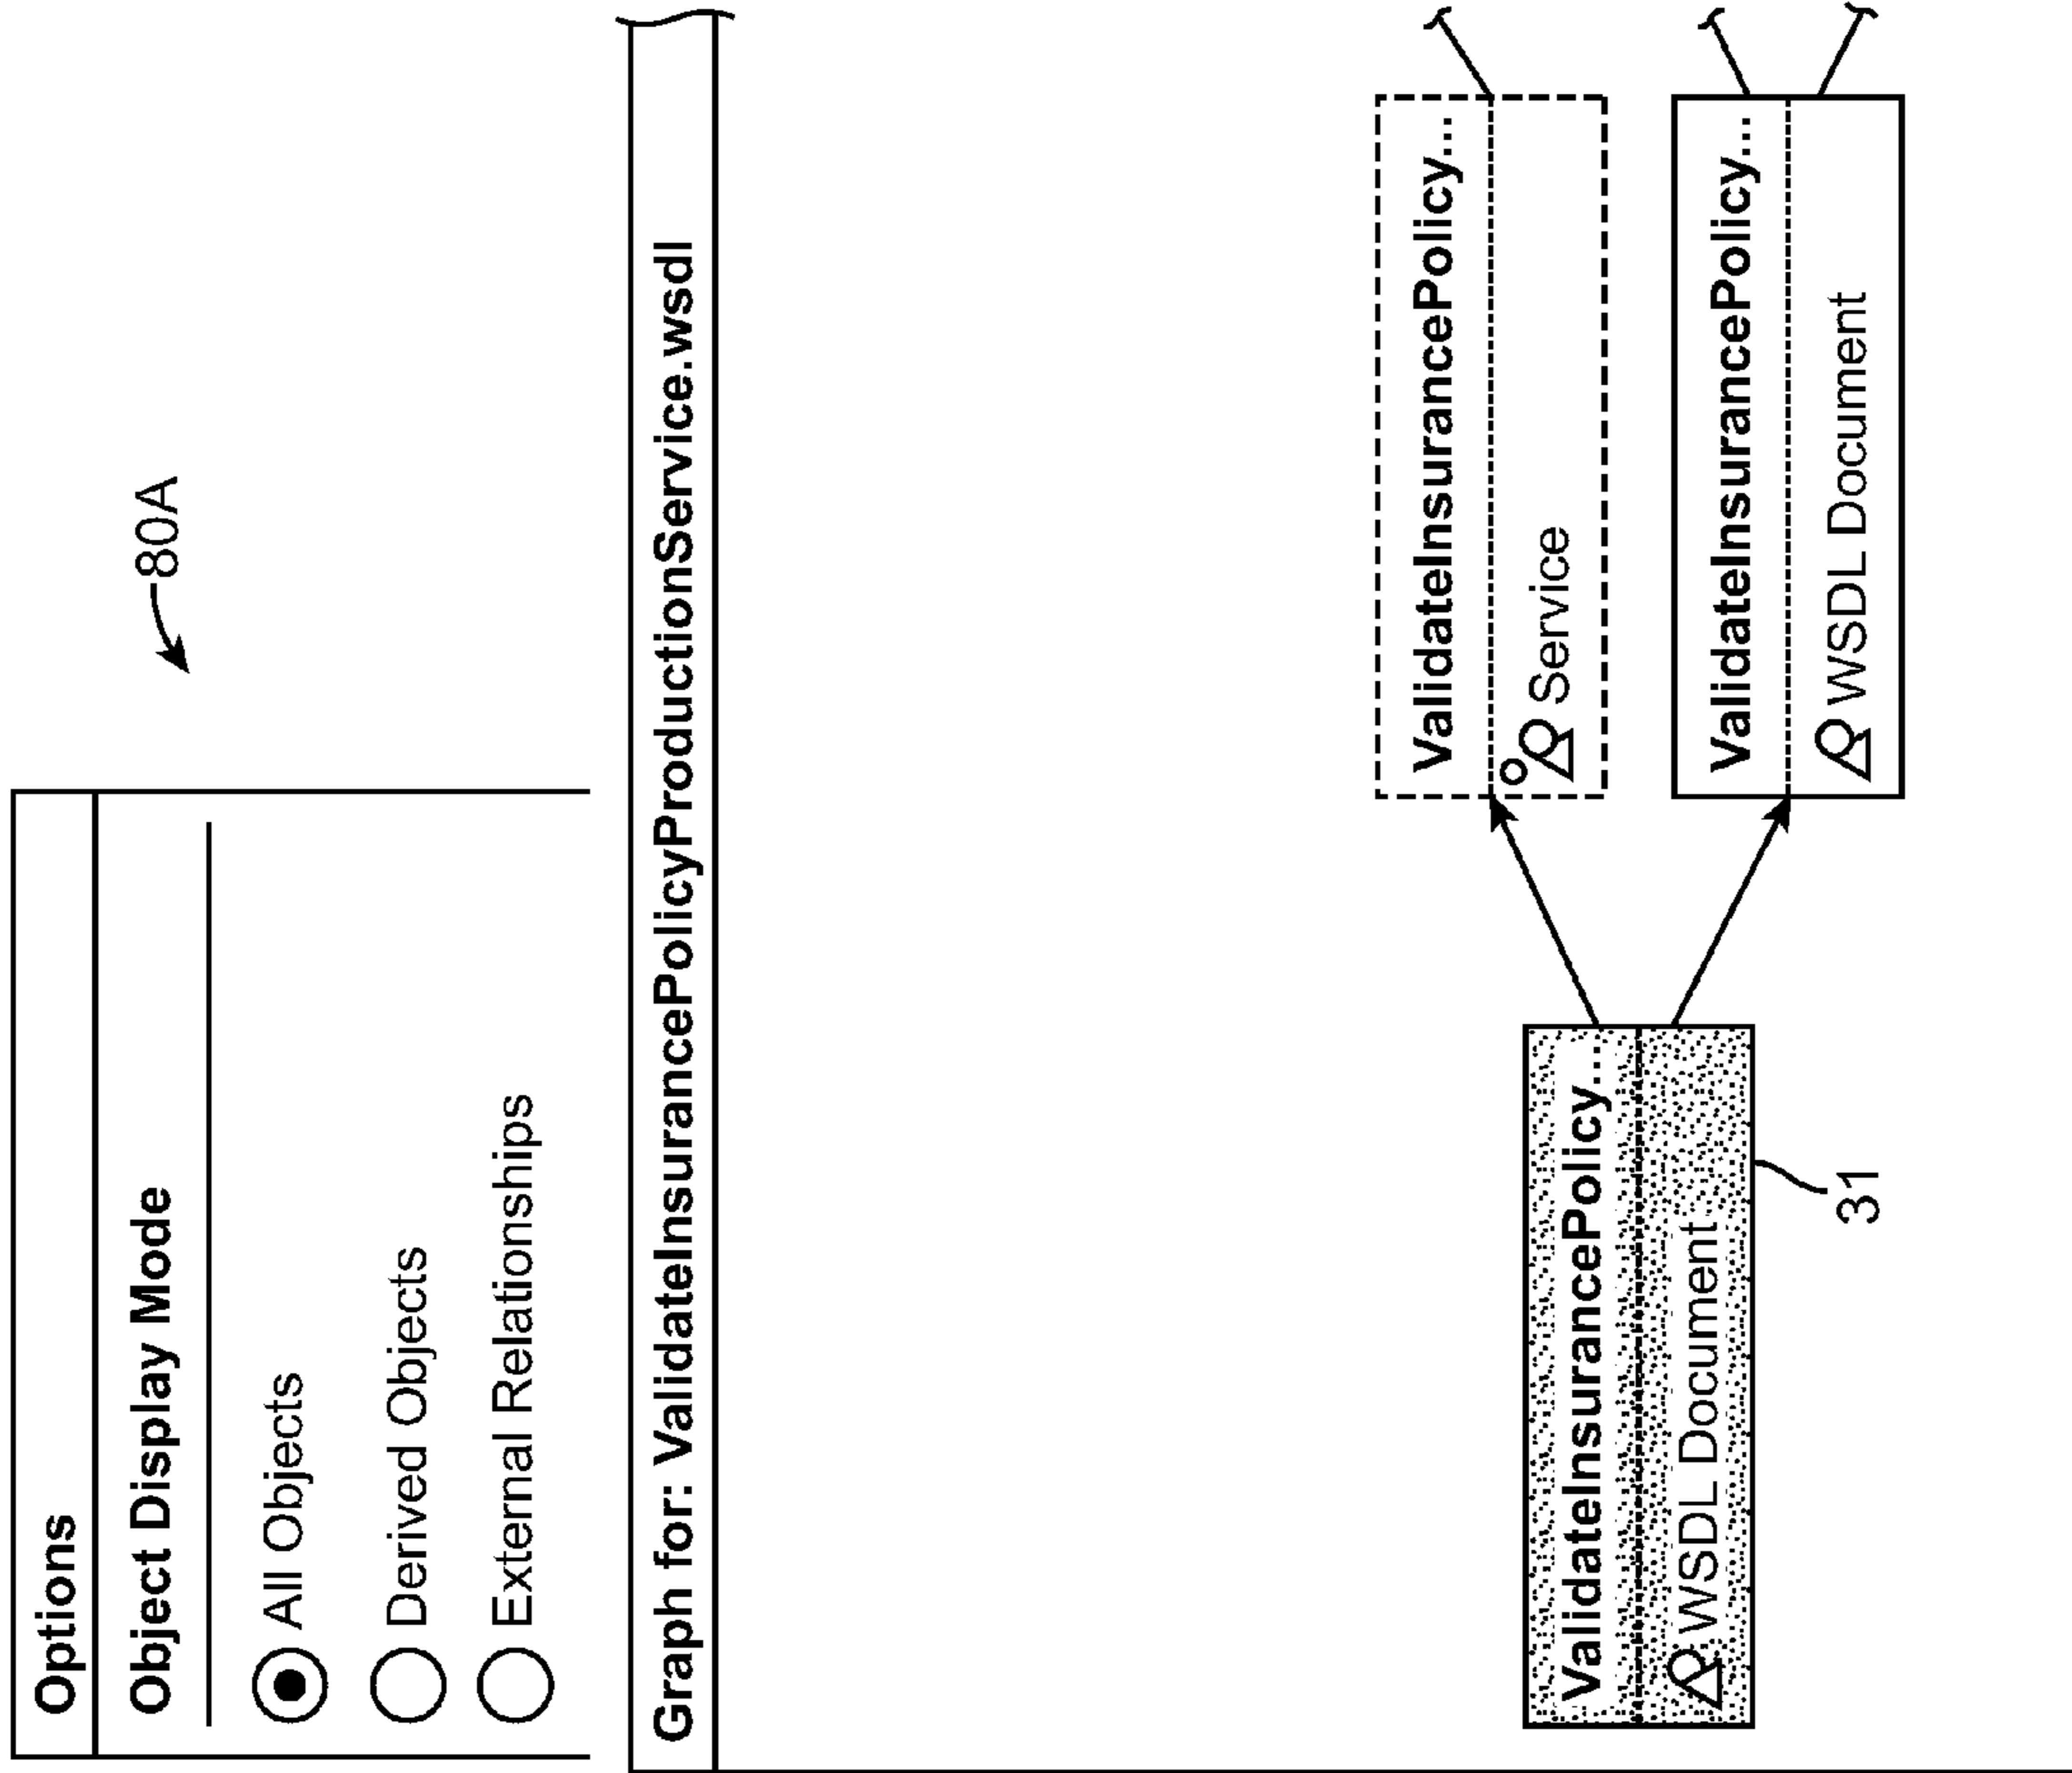 80A
Options
Object Display Mode
All Objects
Derived Objects
External Relationships
Graph for: ValidateInsurancePolicyProductionService.wsdl
ValidateInsurancePolicy...
Service
ValidateInsurancePolicy...
WSDL Document
ValidateInsurancePolicy...
WSDL Document
31